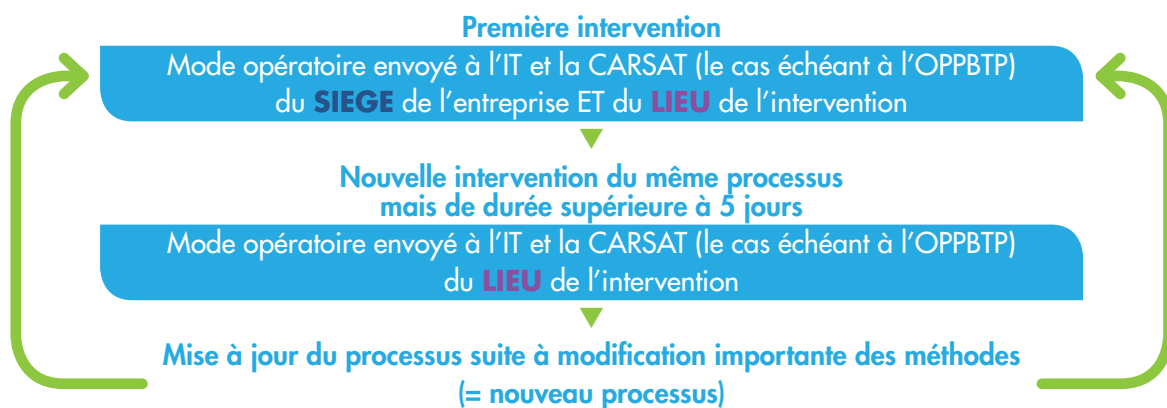 Première intervention
Mode opératoire envoyé à l'IT et la CARSAT (le cas échéant à l'OPPBTP)
du SIEGE de l'entreprise ET du LIEU de l'intervention
Nouvelle intervention du même processus
mais de durée supérieure à 5 jours
Mode opératoire envoyé à l'IT et la CARSAT (le cas échéant à l'OPPBTP)
du LIEU de l'intervention
Mise à jour du processus suite à modification importante des méthodes
(= nouveau processus)